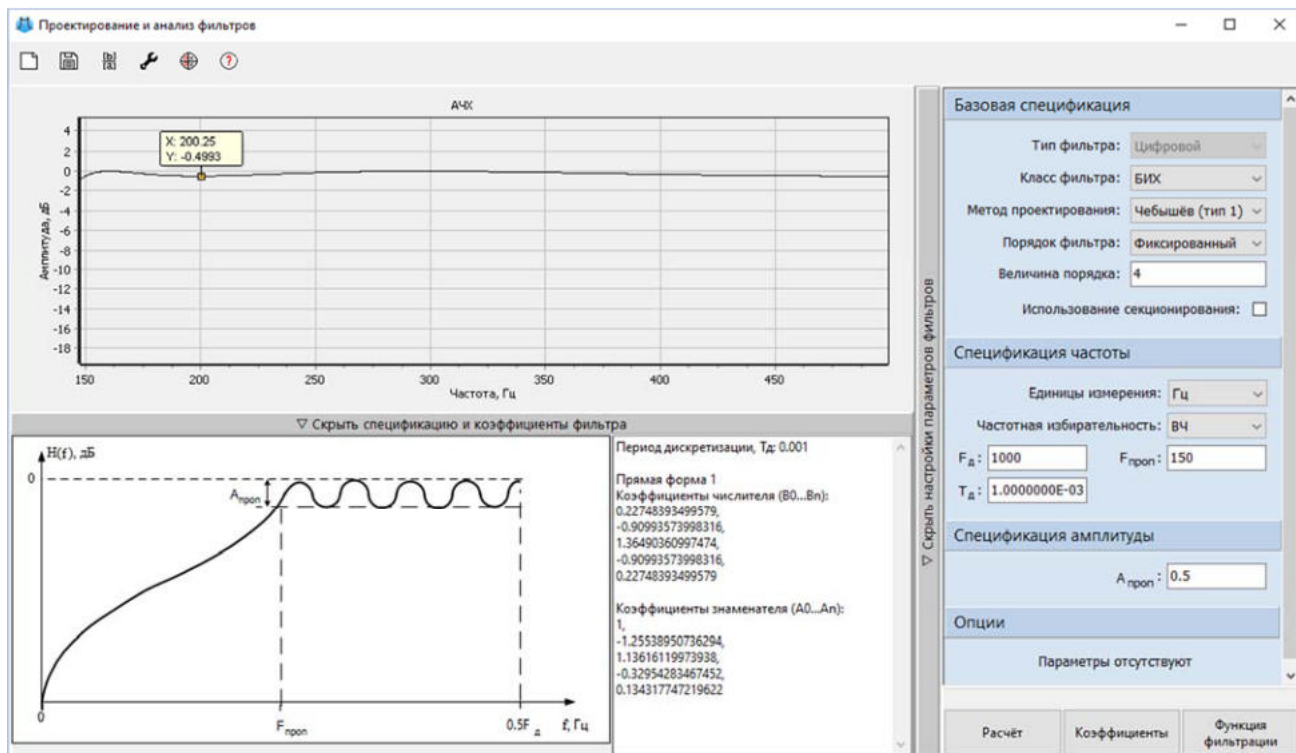 Проектирование и анализ фильтров
АЧХ
X: 200.25
Y: -0.4993
4
2
0
-2
-4
-6
-8
-10
-12
-14
-16
-18
Амплитуда, дБ
150 200 250 300 350 400 450
Частота, Гц
▽ Скрыть спецификацию и коэффициенты фильтра
H(f), дБ
0
Aпроп
0
Fпроп
0.5Fд
f, Гц
Период дискретизации, Tд: 0.001
Прямая форма 1
Коэффициенты числителя (B0...Bn):
0.22748393499579,
-0.90993573998316,
1.36490360997474,
-0.90993573998316,
0.22748393499579
Коэффициенты знаменателя (A0...An):
1,
-1.25538950736294,
1.13616119973938,
-0.32954283467452,
0.134317747219622
▽ Скрыть настройки параметров фильтров
Базовая спецификация
Тип фильтра: Цифровой
Класс фильтра: БИХ
Метод проектирования: Чебышёв (тип 1)
Порядок фильтра: Фиксированный
Величина порядка: 4
Использование секционирования:
Спецификация частоты
Единицы измерения: Гц
Частотная избирательность: ВЧ
Fд: 1000 Fпроп: 150
Tд: 1.0000000E-03
Спецификация амплитуды
Aпроп: 0.5
Опции
Параметры отсутствуют
Расчёт
Коэффициенты
Функция
фильтрации